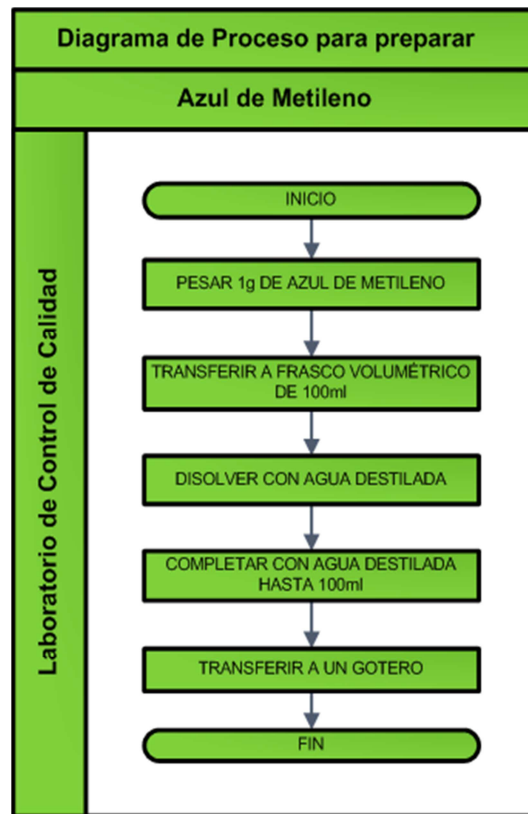 Diagrama de Proceso para preparar
Azul de Metileno
Laboratorio de Control de Calidad
INICIO
PESAR 1g DE AZUL DE METILENO
TRANSFERIR A FRASCO VOLUMÉTRICO
DE 100ml
DISOLVER CON AGUA DESTILADA
COMPLETAR CON AGUA DESTILADA
HASTA 100ml
TRANSFERIR A UN GOTERO
FIN